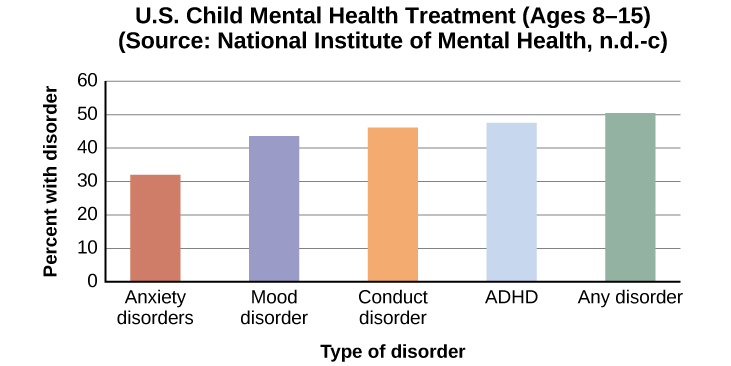 U.S. Child Mental Health Treatment (Ages 8–15)
(Source: National Institute of Mental Health, n.d.-c)
Percent with disorder
60
50
40
30
20
10
0
Anxiety
disorders
Mood
disorder
Conduct
disorder
ADHD
Any disorder
Type of disorder